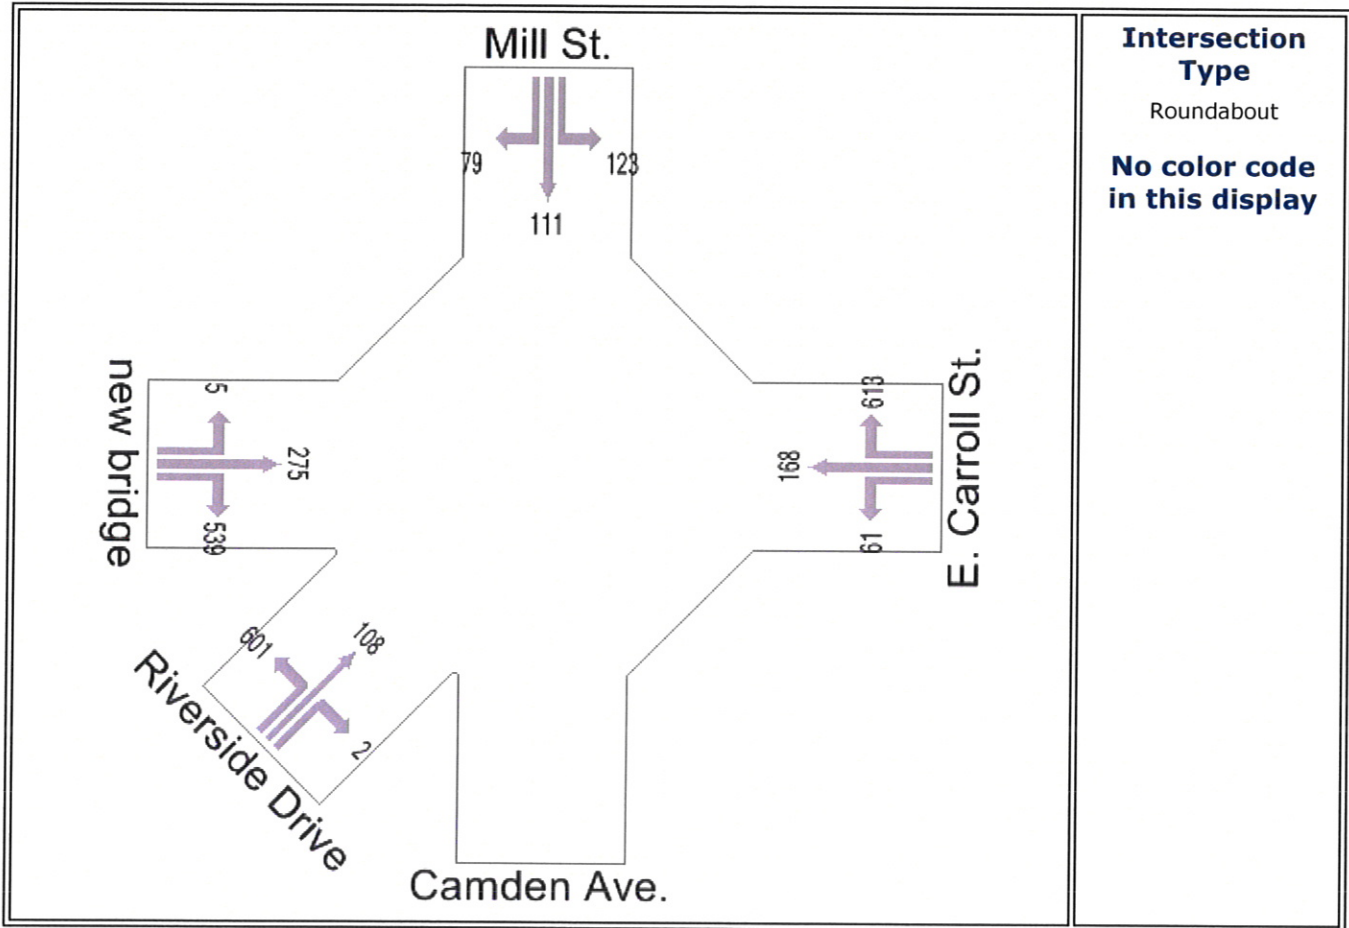 Mill St.
79
123
111
Intersection
Type
Roundabout
No color code
in this display
new bridge
5
275
539
613
168
61
E. Carroll St.
601
108
2
Riverside Drive
Camden Ave.